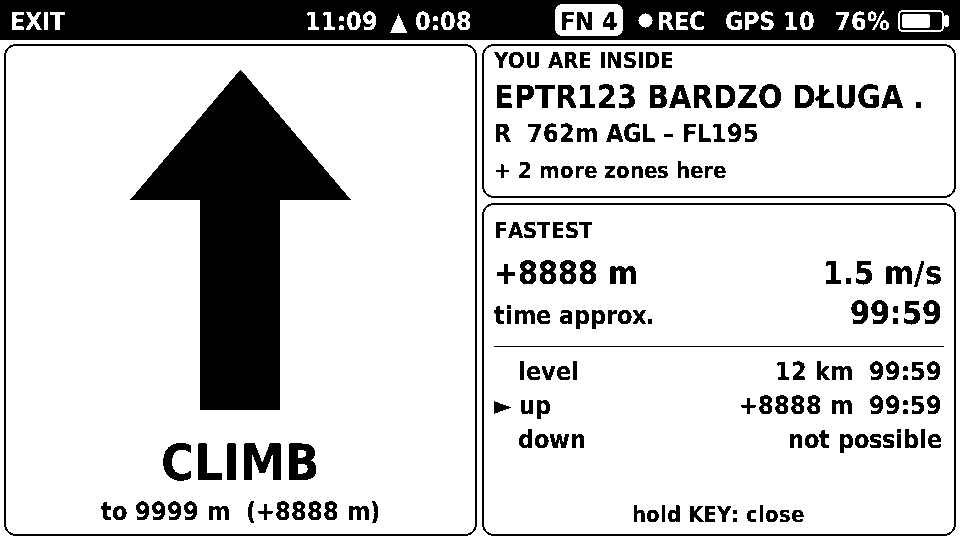 EXIT 11:09 ▲ 0:08 FN 4 ●REC GPS 10 76%
CLIMB
to 9999 m (+8888 m)
YOU ARE INSIDE
EPTR123 BARDZO DŁUGA .
R 762m AGL – FL195
+ 2 more zones here
FASTEST
+8888 m 1.5 m/s
time approx. 99:59
level 12 km 99:59
► up +8888 m 99:59
down not possible
hold KEY: close